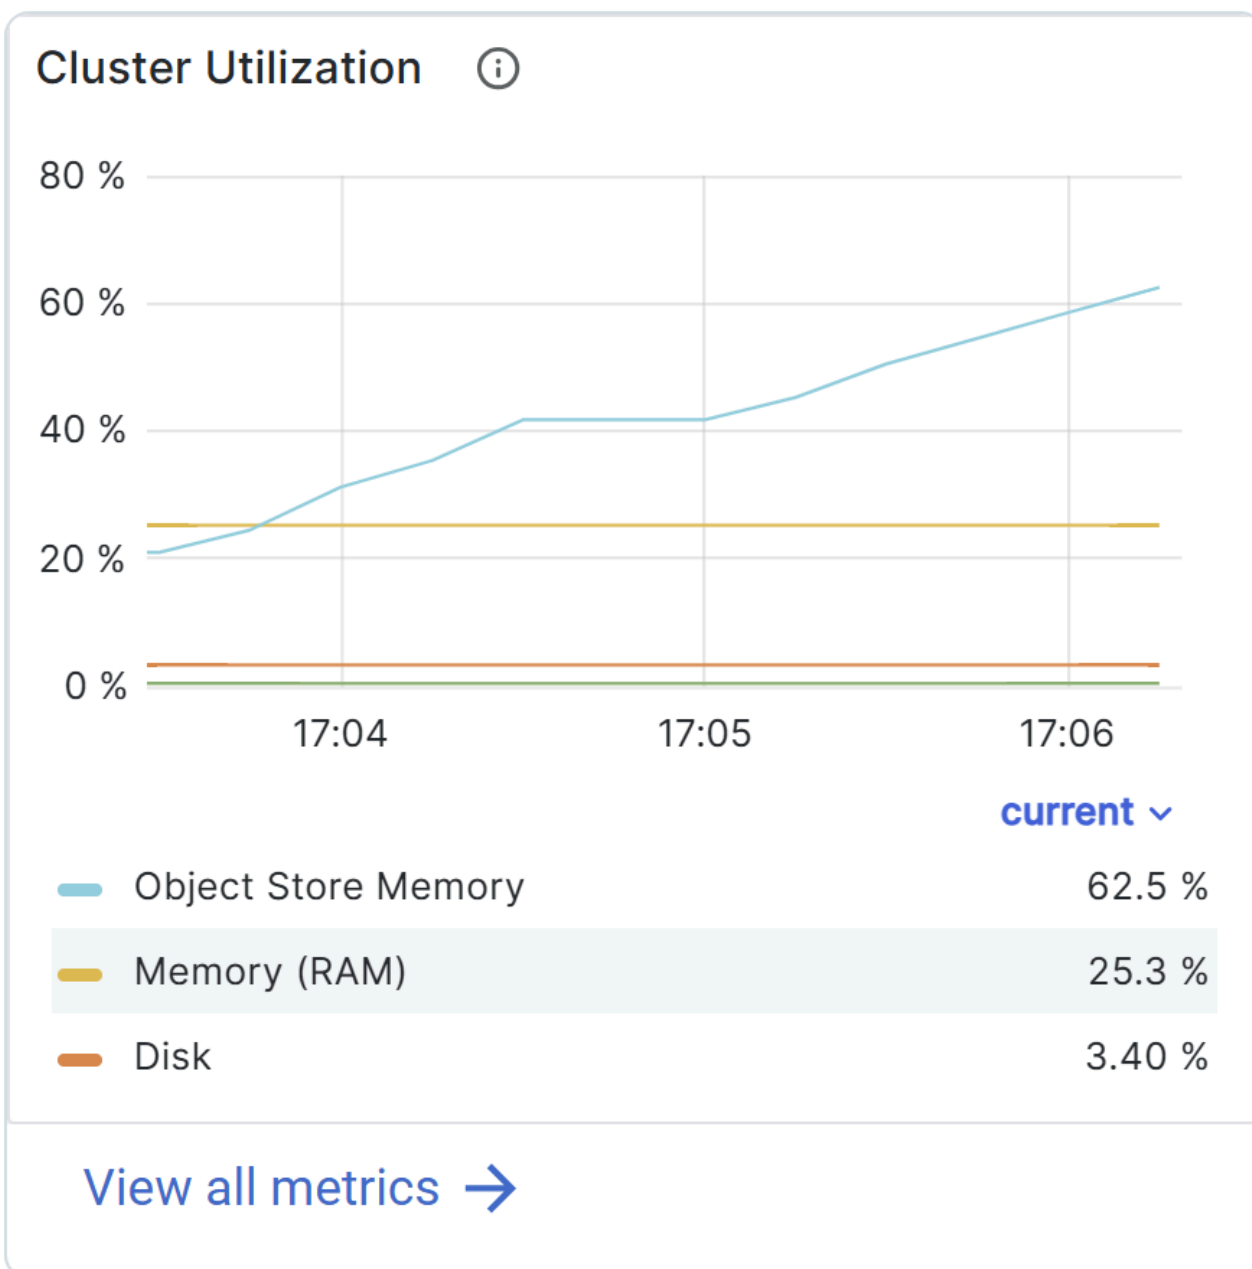 Cluster Utilization
80 %
60 %
40 %
20 %
0 %
17:04 17:05 17:06
current
Object Store Memory 62.5 %
Memory (RAM) 25.3 %
Disk 3.40 %
View all metrics